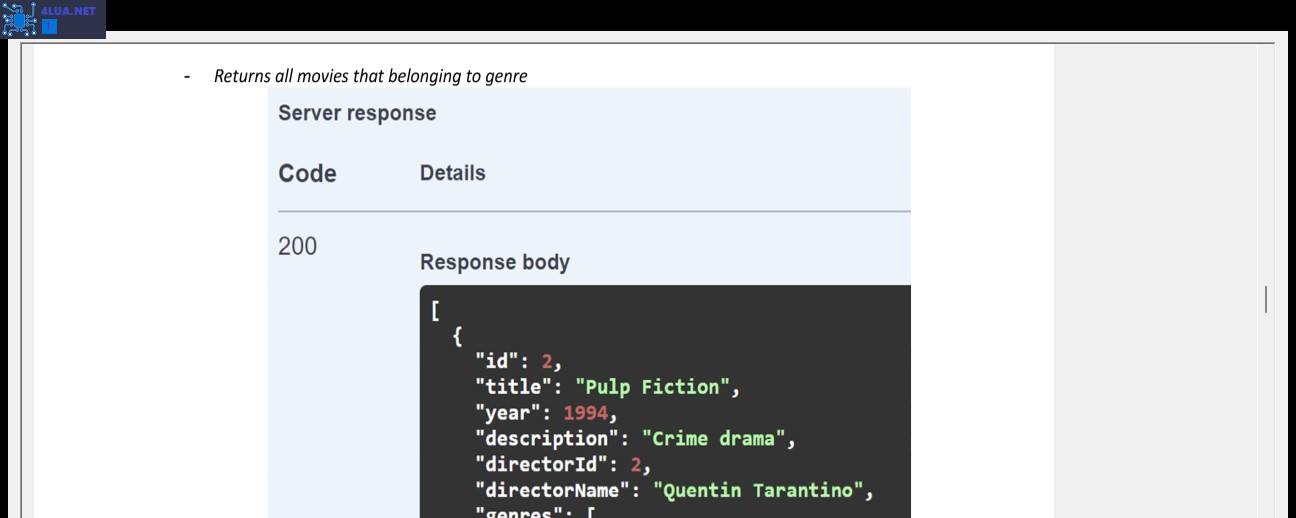 4LUA.NET
- Returns all movies that belonging to genre
Server response
Code Details
200
Response body
[
{
"id": 2,
"title": "Pulp Fiction",
"year": 1994,
"description": "Crime drama",
"directorId": 2,
"directorName": "Quentin Tarantino",
"genres": [